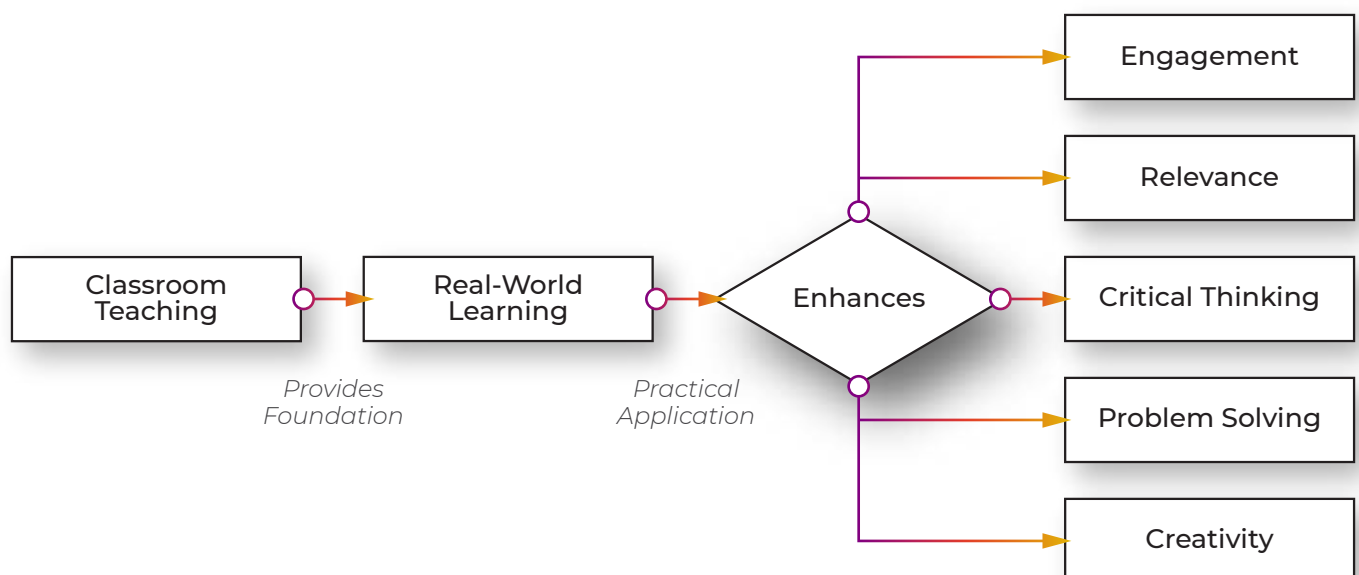 Classroom
Teaching
Provides
Foundation
Real-World
Learning
Practical
Application
Enhances
Engagement
Relevance
Critical Thinking
Problem Solving
Creativity